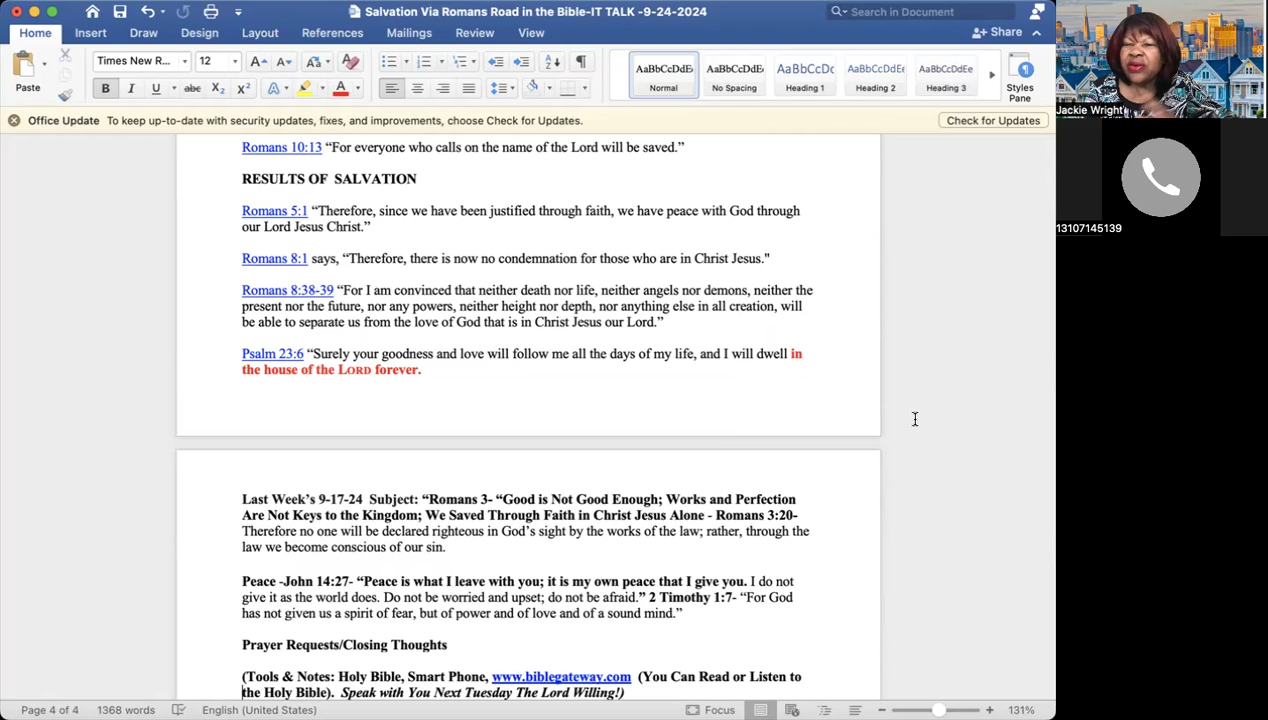 Salvation Via Romans Road in the Bible-IT TALK -9-24-2024
Search in Document
Home Insert Draw Design Layout References Mailings Review View Share
Paste
Times New R... 12
B I U abc X₂ X²
AaBbCcDdEe AaBbCcDdEe AaBbCcDc AaBbCcDdEe AaBbCcDdEe
Normal No Spacing Heading 1 Heading 2 Heading 3
Styles
Pane
Office Update To keep up-to-date with security updates, fixes, and improvements, choose Check for Updates. Check for Updates
Romans 10:13 “For everyone who calls on the name of the Lord will be saved.”
RESULTS OF SALVATION
Romans 5:1 “Therefore, since we have been justified through faith, we have peace with God through
our Lord Jesus Christ.”
Romans 8:1 says, “Therefore, there is now no condemnation for those who are in Christ Jesus."
Romans 8:38-39 “For I am convinced that neither death nor life, neither angels nor demons, neither the
present nor the future, nor any powers, neither height nor depth, nor anything else in all creation, will
be able to separate us from the love of God that is in Christ Jesus our Lord.”
Psalm 23:6 “Surely your goodness and love will follow me all the days of my life, and I will dwell in
the house of the LORD forever.
Last Week’s 9-17-24 Subject: “Romans 3- “Good is Not Good Enough; Works and Perfection
Are Not Keys to the Kingdom; We Saved Through Faith in Christ Jesus Alone - Romans 3:20-
Therefore no one will be declared righteous in God’s sight by the works of the law; rather, through the
law we become conscious of our sin.
Peace -John 14:27- “Peace is what I leave with you; it is my own peace that I give you. I do not
give it as the world does. Do not be worried and upset; do not be afraid.” 2 Timothy 1:7- “For God
has not given us a spirit of fear, but of power and of love and of a sound mind.”
Prayer Requests/Closing Thoughts
(Tools & Notes: Holy Bible, Smart Phone, www.biblegateway.com (You Can Read or Listen to
the Holy Bible). Speak with You Next Tuesday The Lord Willing!)
Page 4 of 4 1368 words English (United States) Focus 131%
Jackie Wright
13107145139